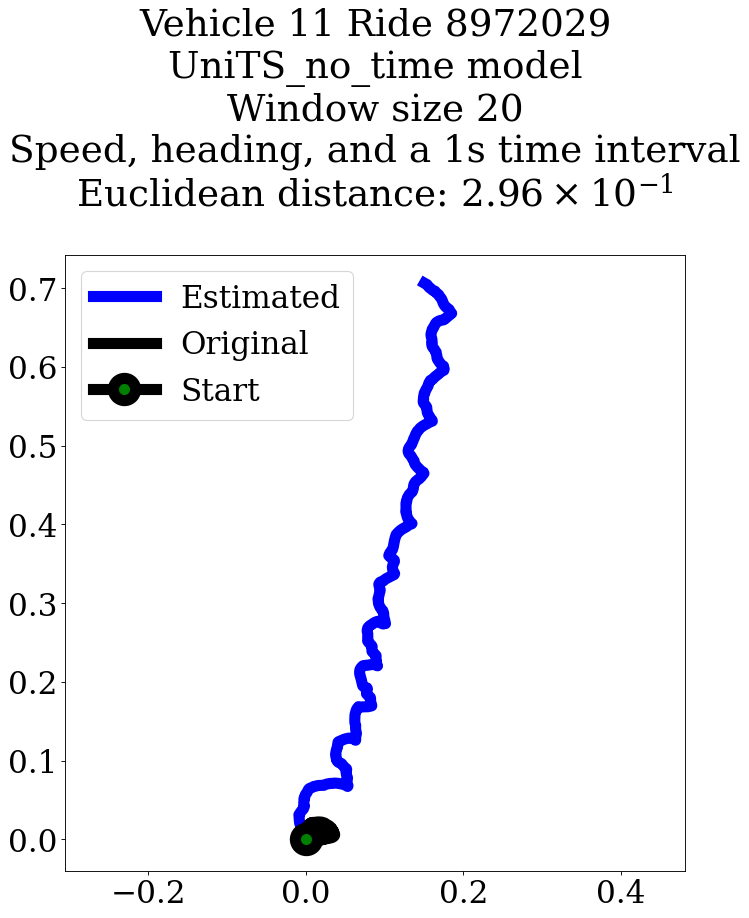 Vehicle 11 Ride 8972029
UniTS_no_time model
Window size 20
Speed, heading, and a 1s time interval
Euclidean distance: 2.96 × 10⁻¹
Estimated
Original
Start
0.7
0.6
0.5
0.4
0.3
0.2
0.1
0.0
−0.2 0.0 0.2 0.4